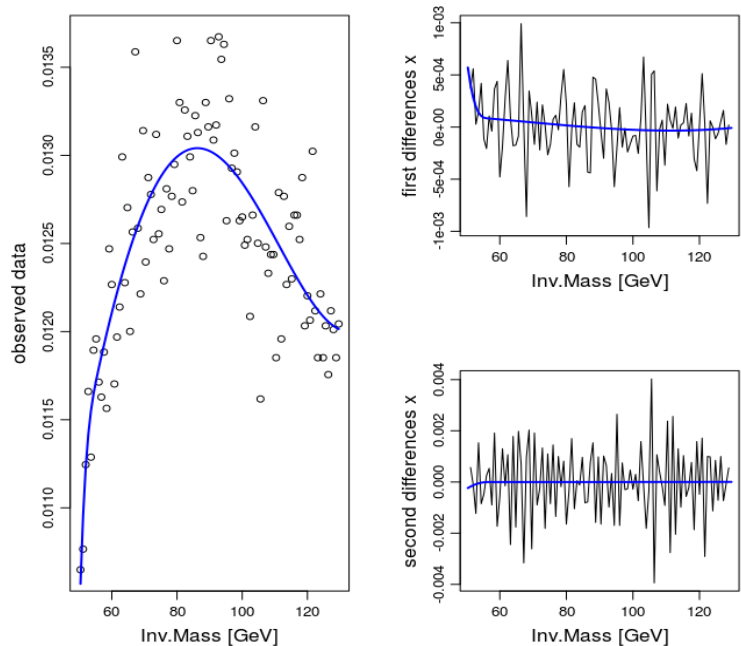 observed data
0.0110
0.0115
0.0120
0.0125
0.0130
0.0135
60
80
100
120
Inv.Mass [GeV]
first differences x
-1e-03
-5e-04
0e+00
5e-04
1e-03
60
80
100
120
Inv.Mass [GeV]
second differences x
-0.004
-0.002
0.000
0.002
0.004
60
80
100
120
Inv.Mass [GeV]